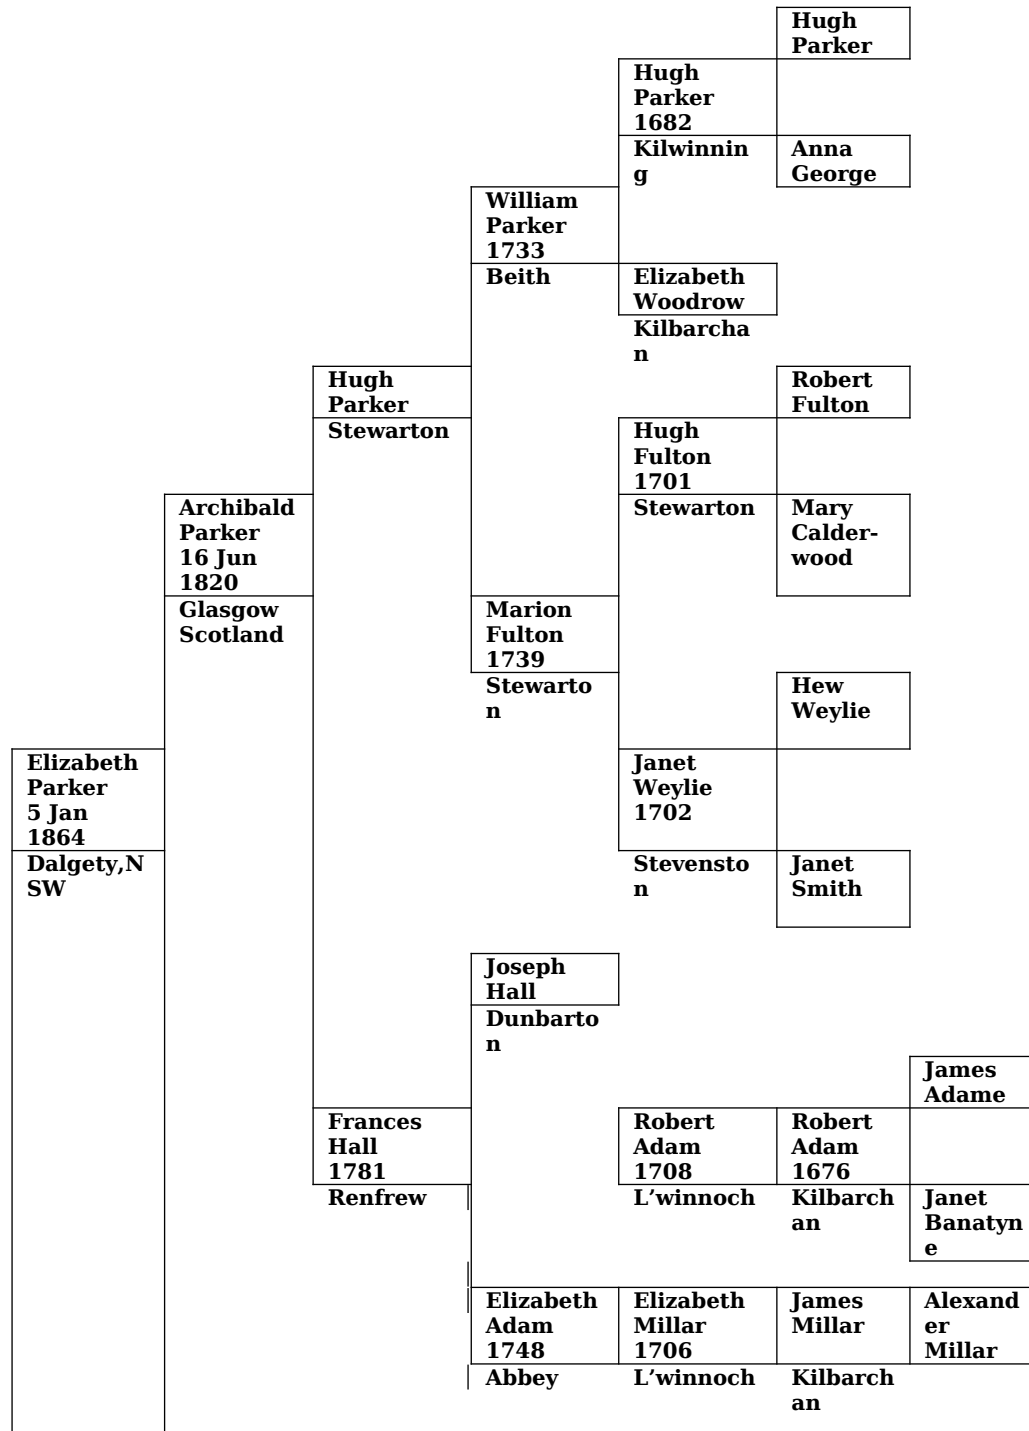 Hugh
Parker
Hugh
Parker
1682
Kilwinnin
g
Anna
George
William
Parker
1733
Beith
Elizabeth
Woodrow
Kilbarcha
n
Hugh
Parker
Stewarton
Robert
Fulton
Hugh
Fulton
1701
Stewarton
Mary
Calder-
wood
Archibald
Parker
16 Jun
1820
Glasgow
Scotland
Marion
Fulton
1739
Stewarto
n
Hew
Weylie
Janet
Weylie
1702
Stevensto
n
Janet
Smith
Elizabeth
Parker
5 Jan
1864
Dalgety,N
SW
Joseph
Hall
Dunbarto
n
James
Adame
Frances
Hall
1781
Renfrew
Robert
Adam
1708
L’winnoch
Robert
Adam
1676
Kilbarch
an
Janet
Banatyn
e
Elizabeth
Adam
1748
Abbey
Elizabeth
Millar
1706
L’winnoch
James
Millar
Kilbarch
an
Alexand
er
Millar